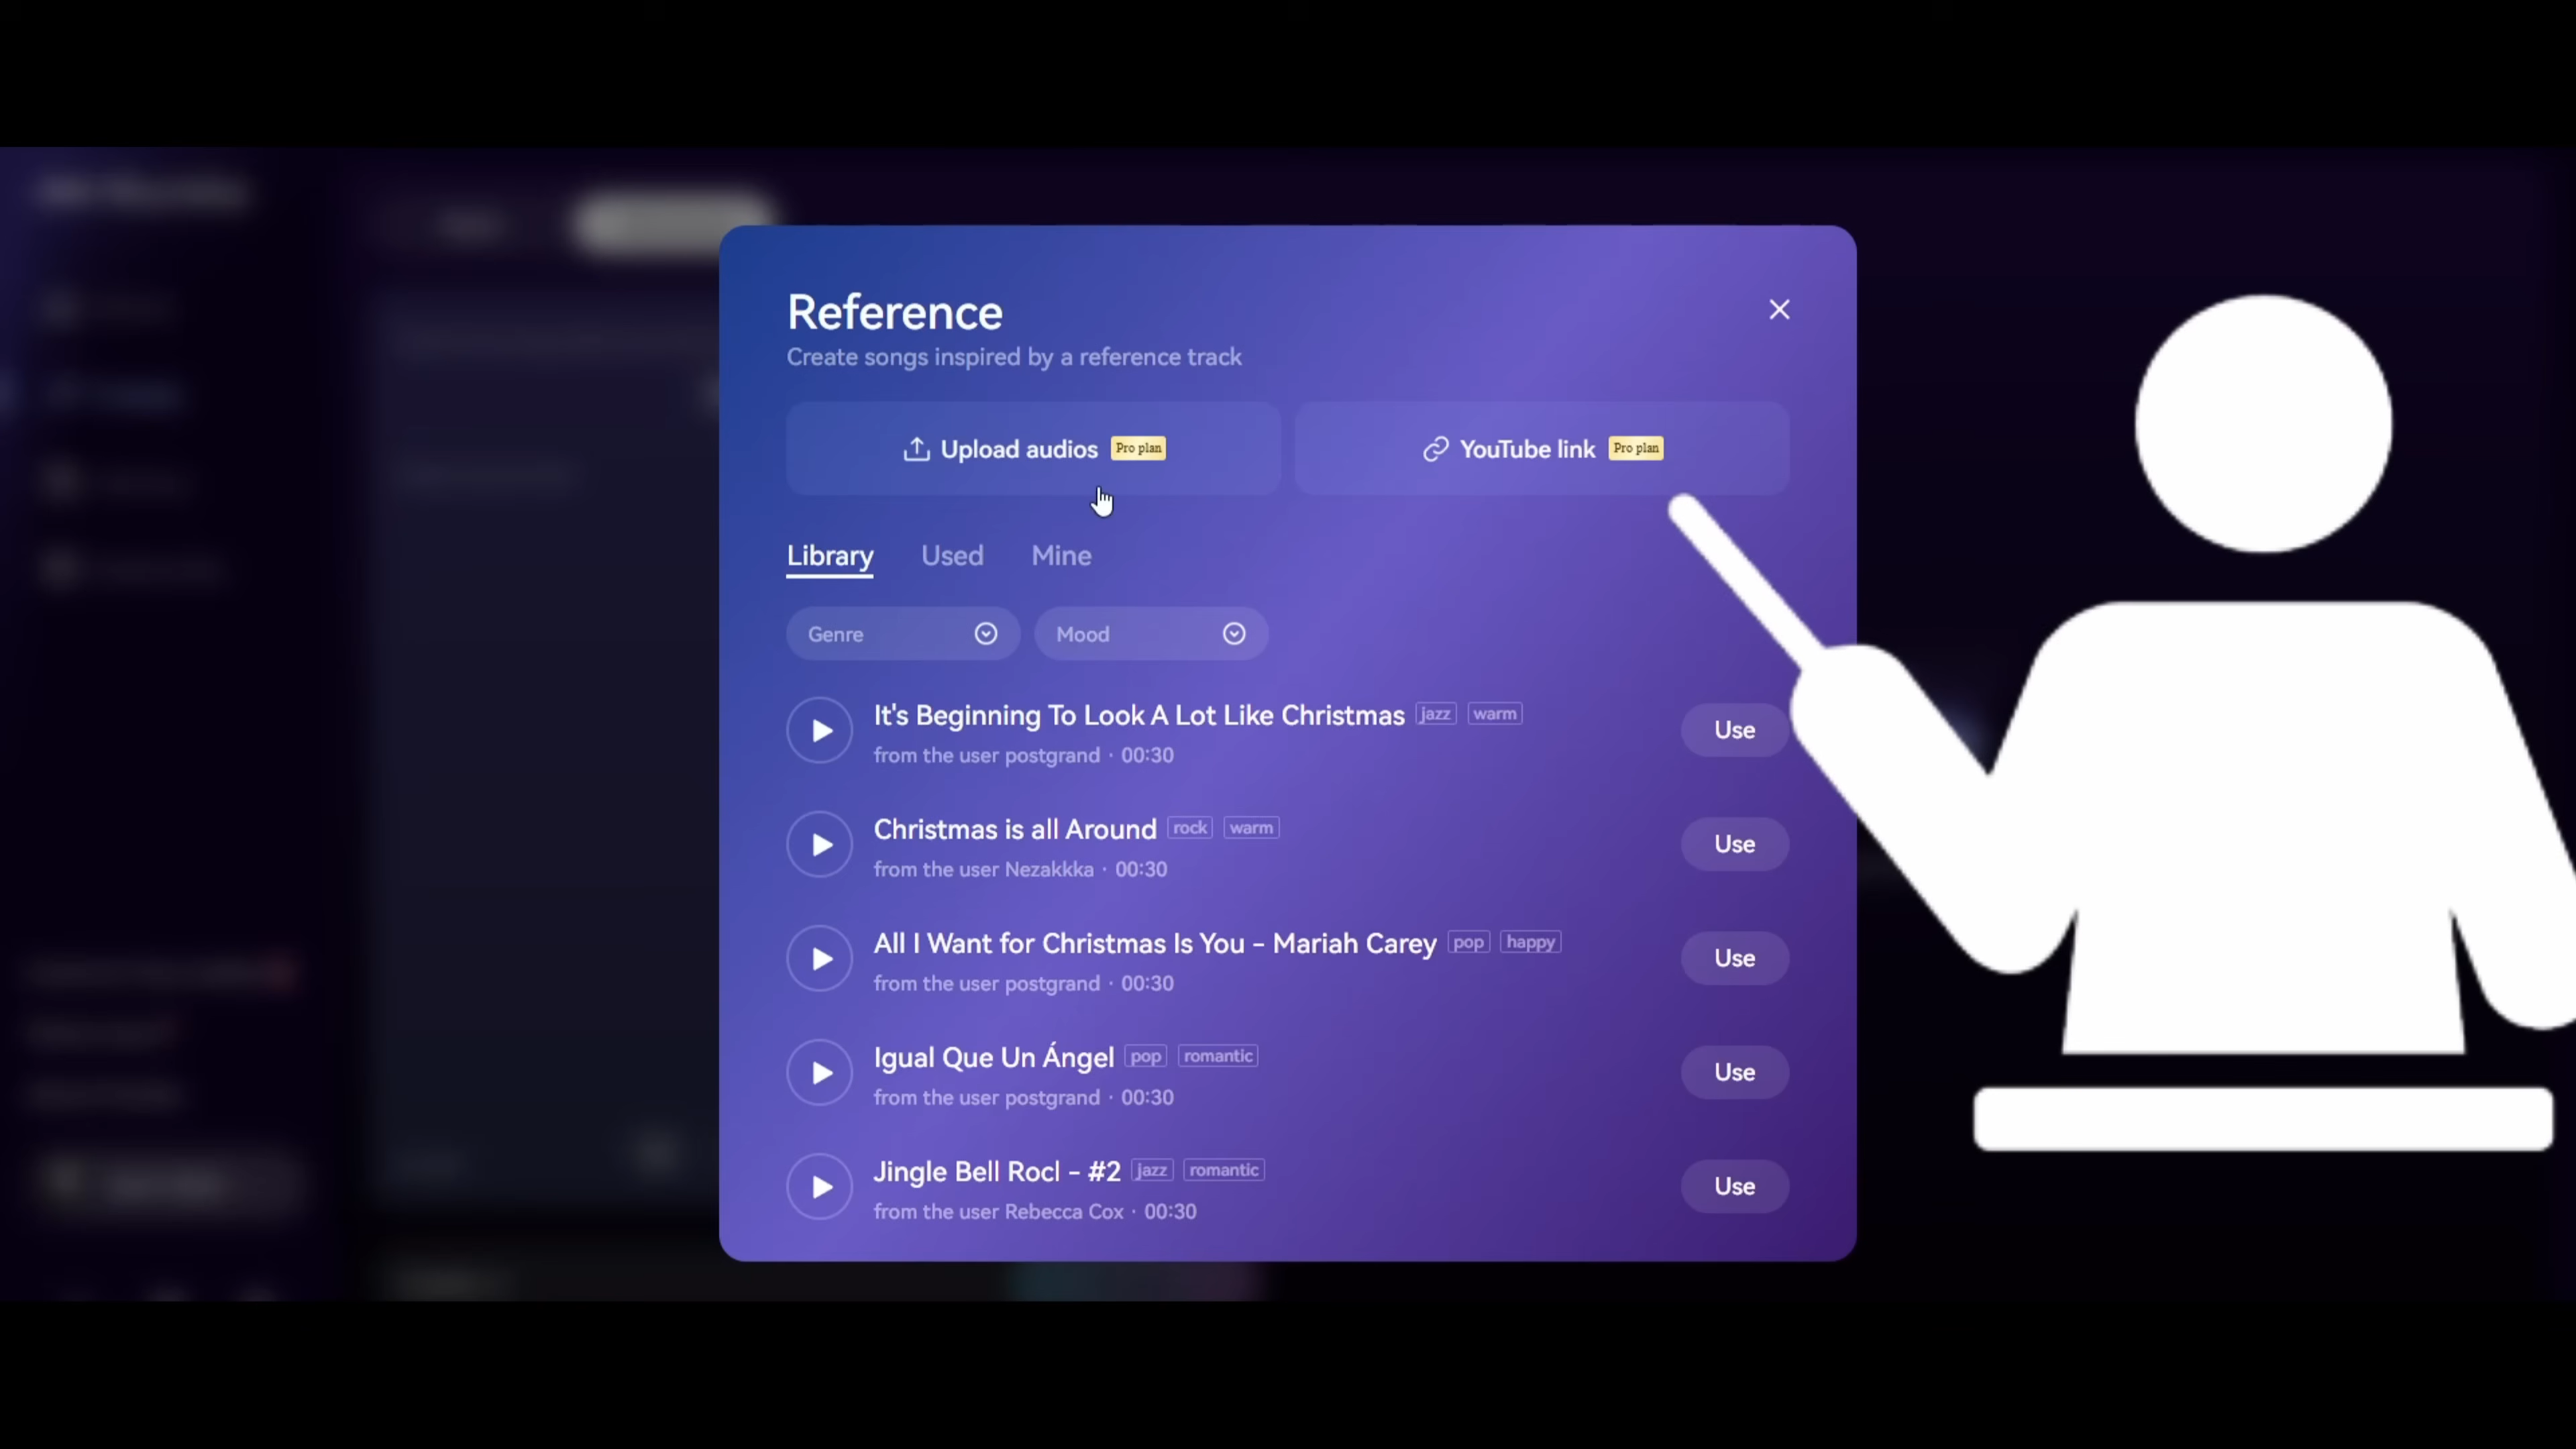 Reference
Create songs inspired by a reference track
Upload audios Pro plan
YouTube link Pro plan
Library Used Mine
Genre Mood
It's Beginning To Look A Lot Like Christmas jazz warm
from the user postgrand · 00:30
Use
Christmas is all Around rock warm
from the user Nezakkka · 00:30
Use
All I Want for Christmas Is You - Mariah Carey pop happy
from the user postgrand · 00:30
Use
Igual Que Un Ángel pop romantic
from the user postgrand · 00:30
Use
Jingle Bell Rocl - #2 jazz romantic
from the user Rebecca Cox · 00:30
Use